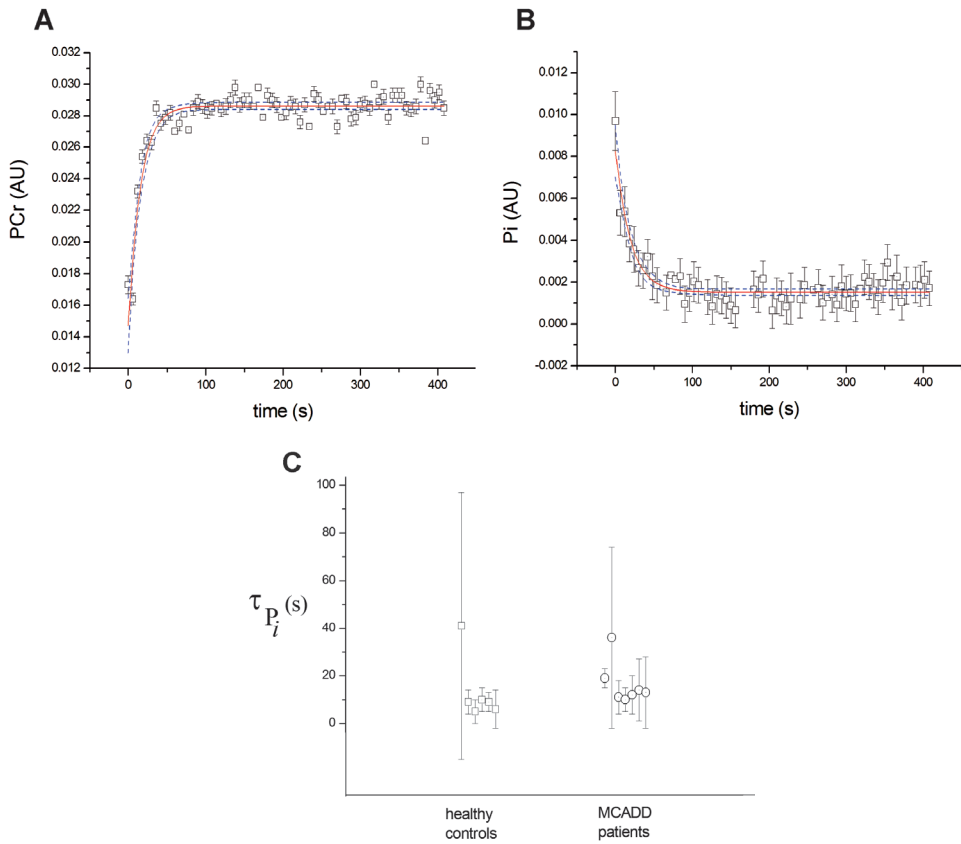 A
0.032
0.030
0.028
0.026
0.024
0.022
0.020
0.018
0.016
0.014
0.012
PCr (AU)
0 100 200 300 400
time (s)
B
0.012
0.010
0.008
0.006
0.004
0.002
0.000
-0.002
Pi (AU)
0 100 200 300 400
time (s)
C
100
80
60
40
20
0
τPi (s)
healthy controls
MCADD patients